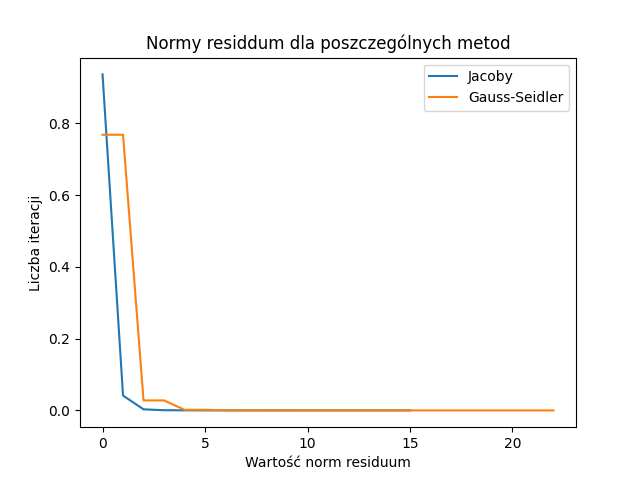 Normy residdum dla poszczególnych metod
Jacoby
Gauss-Seidler
Liczba iteracji
0.8
0.6
0.4
0.2
0.0
0
5
10
15
20
Wartość norm residuum